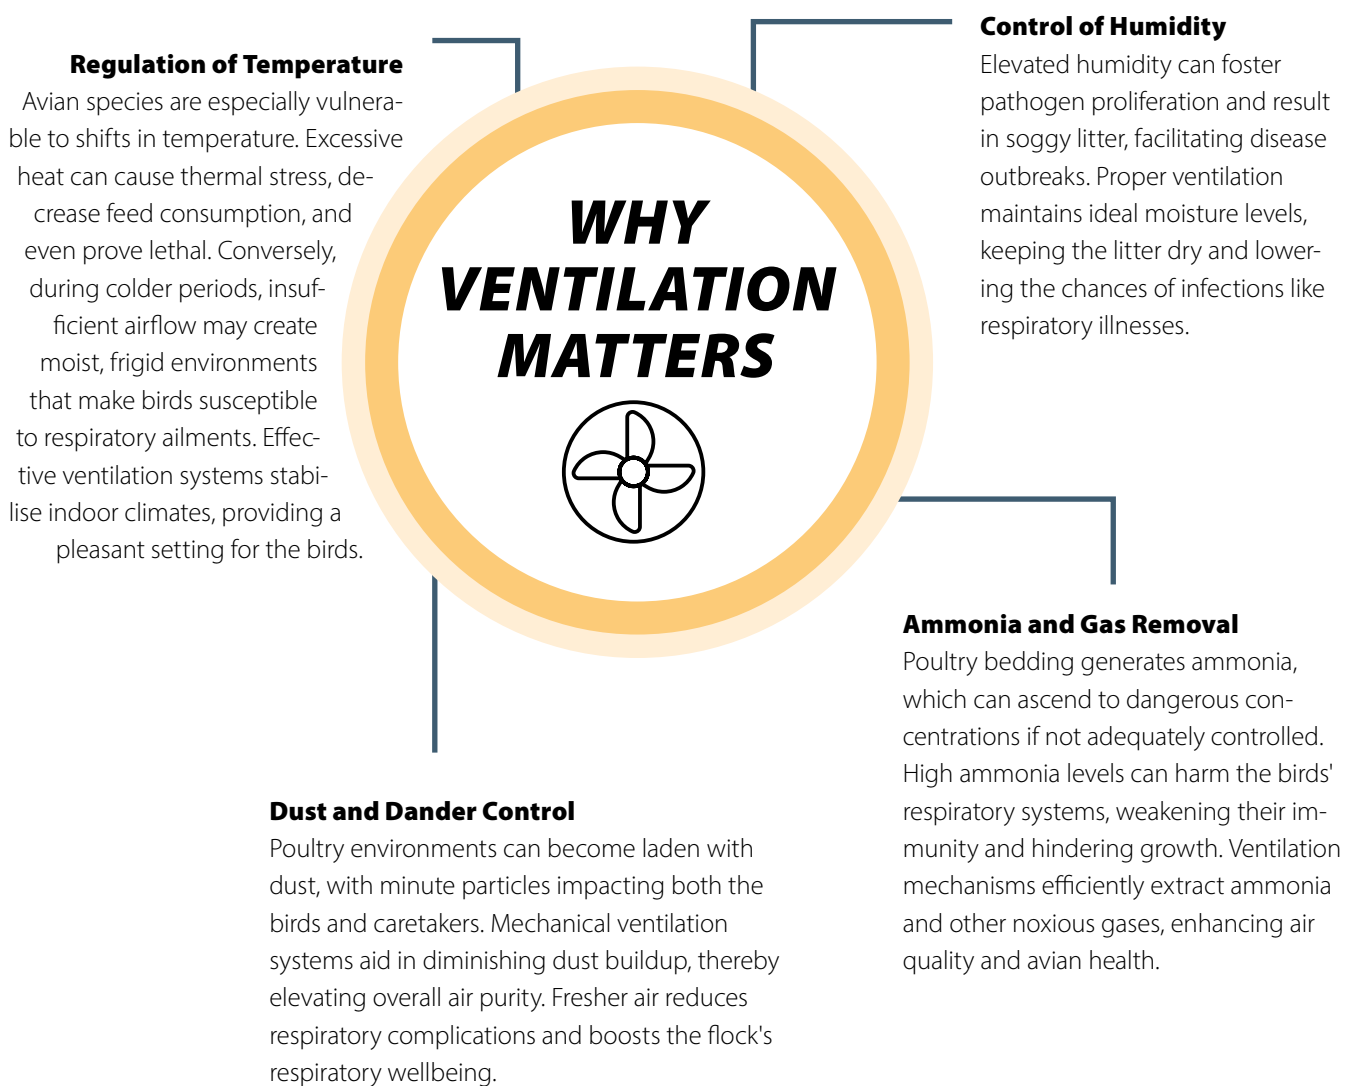 WHY
VENTILATION
MATTERS
Regulation of Temperature
Avian species are especially vulnera-
ble to shifts in temperature. Excessive
heat can cause thermal stress, de-
crease feed consumption, and
even prove lethal. Conversely,
during colder periods, insuf-
ficient airflow may create
moist, frigid environments
that make birds susceptible
to respiratory ailments. Effec-
tive ventilation systems stabi-
lise indoor climates, providing a
pleasant setting for the birds.
Control of Humidity
Elevated humidity can foster
pathogen proliferation and result
in soggy litter, facilitating disease
outbreaks. Proper ventilation
maintains ideal moisture levels,
keeping the litter dry and lower-
ing the chances of infections like
respiratory illnesses.
Ammonia and Gas Removal
Poultry bedding generates ammonia,
which can ascend to dangerous con-
centrations if not adequately controlled.
High ammonia levels can harm the birds'
respiratory systems, weakening their im-
munity and hindering growth. Ventilation
mechanisms efficiently extract ammonia
and other noxious gases, enhancing air
quality and avian health.
Dust and Dander Control
Poultry environments can become laden with
dust, with minute particles impacting both the
birds and caretakers. Mechanical ventilation
systems aid in diminishing dust buildup, thereby
elevating overall air purity. Fresher air reduces
respiratory complications and boosts the flock's
respiratory wellbeing.